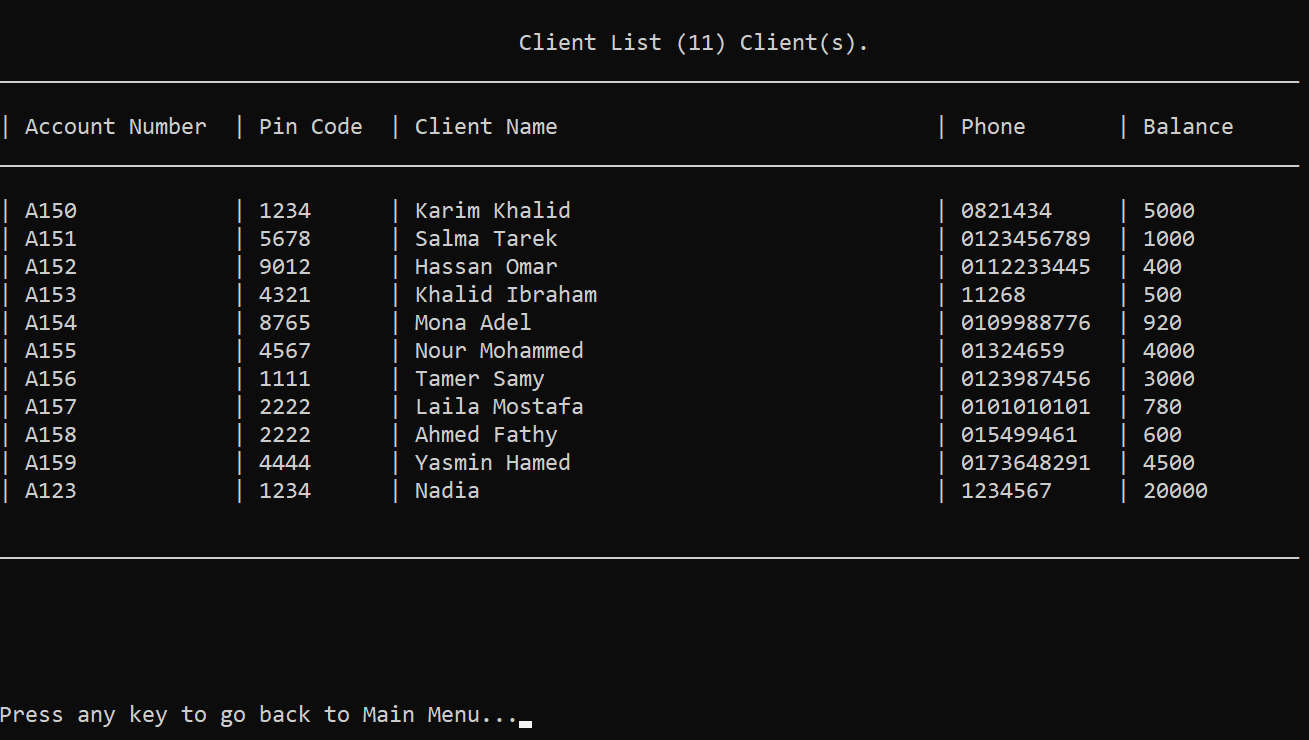 Client List (11) Client(s).
| Account Number | Pin Code | Client Name | Phone | Balance
| A150 | 1234 | Karim Khalid | 0821434 | 5000
| A151 | 5678 | Salma Tarek | 0123456789 | 1000
| A152 | 9012 | Hassan Omar | 0112233445 | 400
| A153 | 4321 | Khalid Ibraham | 11268 | 500
| A154 | 8765 | Mona Adel | 0109988776 | 920
| A155 | 4567 | Nour Mohammed | 01324659 | 4000
| A156 | 1111 | Tamer Samy | 0123987456 | 3000
| A157 | 2222 | Laila Mostafa | 0101010101 | 780
| A158 | 2222 | Ahmed Fathy | 015499461 | 600
| A159 | 4444 | Yasmin Hamed | 0173648291 | 4500
| A123 | 1234 | Nadia | 1234567 | 20000
Press any key to go back to Main Menu...